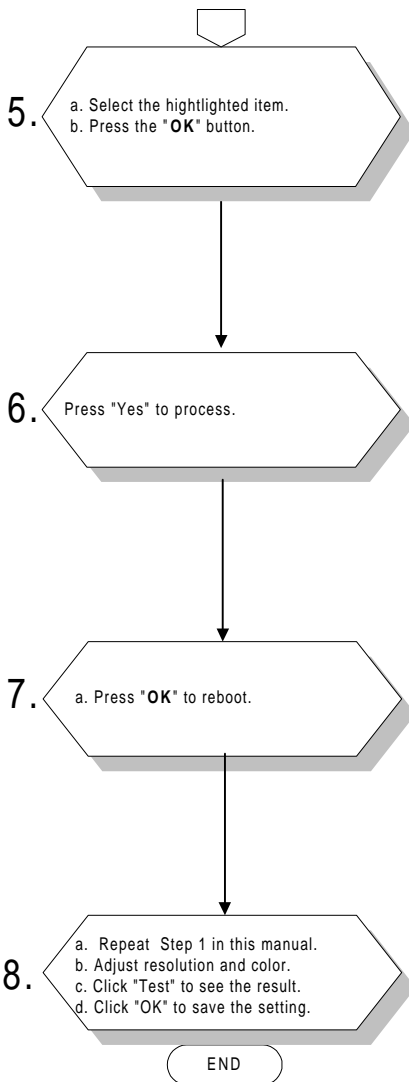 5.
a. Select the hightlighted item.
b. Press the "OK" button.
6.
Press "Yes" to process.
7.
a. Press "OK" to reboot.
8.
a. Repeat Step 1 in this manual.
b. Adjust resolution and color.
c. Click "Test" to see the result.
d. Click "OK" to save the setting.
END